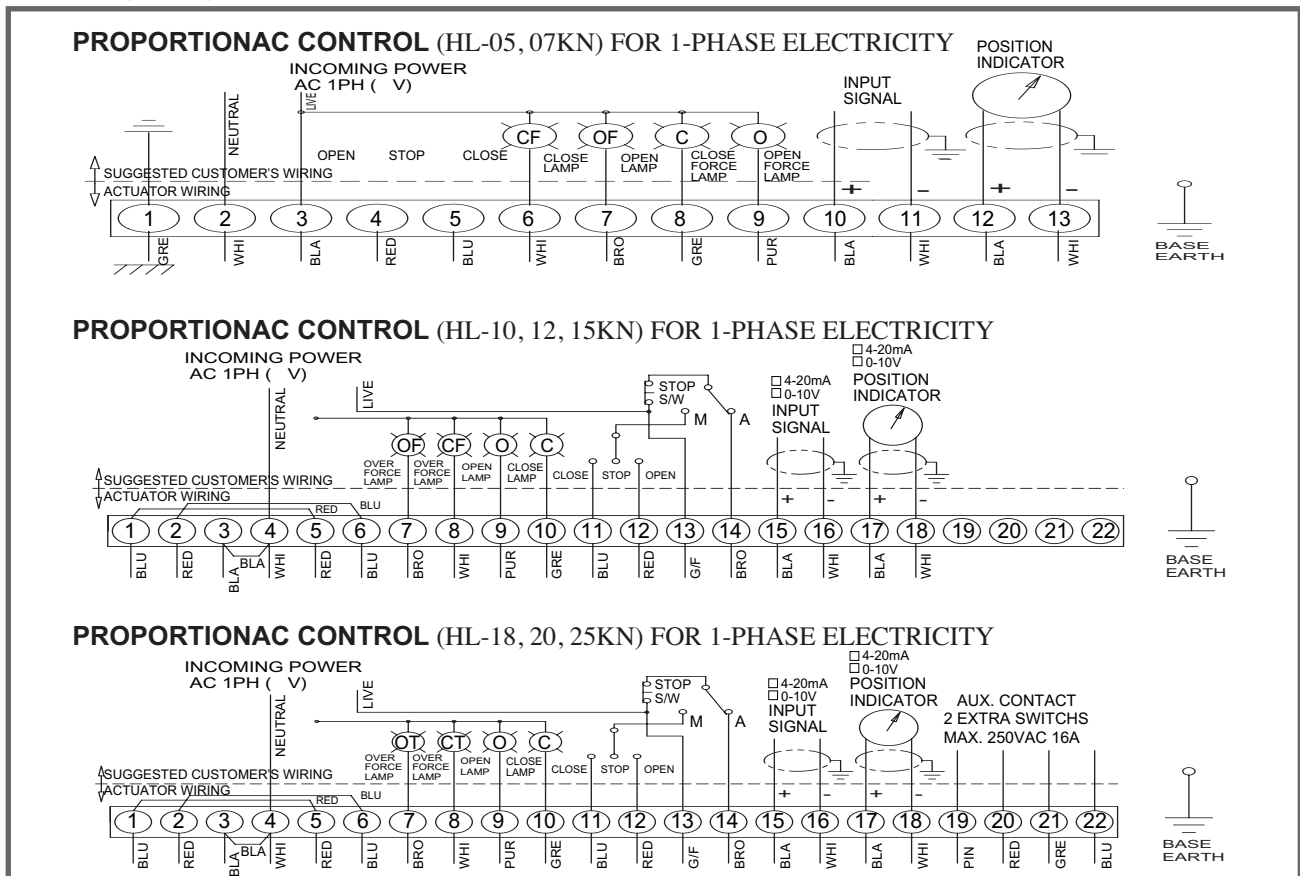 PROPORTIONAC CONTROL (HL-05, 07KN) FOR 1-PHASE ELECTRICITY
INCOMING POWER
AC 1PH ( V)
POSITION
INDICATOR
INPUT
SIGNAL
NEUTRAL
LIVE
CF OF C O
OPEN STOP CLOSE
CLOSE
LAMP
OPEN
LAMP
CLOSE
FORCE
LAMP
OPEN
FORCE
LAMP
SUGGESTED CUSTOMER'S WIRING
ACTUATOR WIRING
+ - + -
1 2 3 4 5 6 7 8 9 10 11 12 13
GRE WHI BLA RED BLU WHI BRO GRE PUR BLA WHI BLA WHI
BASE
EARTH
PROPORTIONAC CONTROL (HL-10, 12, 15KN) FOR 1-PHASE ELECTRICITY
INCOMING POWER
AC 1PH ( V)
NEUTRAL
LIVE
STOP
S/W
M A
4-20mA
0-10V
INPUT
SIGNAL
4-20mA
0-10V
POSITION
INDICATOR
OF CF O C
OVER
FORCE
LAMP
OVER
FORCE
LAMP
OPEN
LAMP
CLOSE
LAMP
CLOSE STOP OPEN
SUGGESTED CUSTOMER'S WIRING
ACTUATOR WIRING
RED BLU
+ - + -
1 2 3 4 5 6 7 8 9 10 11 12 13 14 15 16 17 18 19 20 21 22
BLU RED BLA BLA WHI RED BLU BRO WHI PUR GRE BLU RED G/F BRO BLA WHI BLA WHI
BASE
EARTH
PROPORTIONAC CONTROL (HL-18, 20, 25KN) FOR 1-PHASE ELECTRICITY
INCOMING POWER
AC 1PH ( V)
NEUTRAL
LIVE
STOP
S/W
M A
4-20mA
0-10V
INPUT
SIGNAL
4-20mA
0-10V
POSITION
INDICATOR
AUX. CONTACT
2 EXTRA SWITCHS
MAX. 250VAC 16A
OT CT O C
OVER
FORCE
LAMP
OVER
FORCE
LAMP
OPEN
LAMP
CLOSE
LAMP
CLOSE STOP OPEN
SUGGESTED CUSTOMER'S WIRING
ACTUATOR WIRING
RED BLU
+ - + -
1 2 3 4 5 6 7 8 9 10 11 12 13 14 15 16 17 18 19 20 21 22
BLU RED BLA BLA WHI RED BLU BRO WHI PUR GRE BLU RED G/F BRO BLA WHI BLA WHI PIN RED GRE BLU
BASE
EARTH